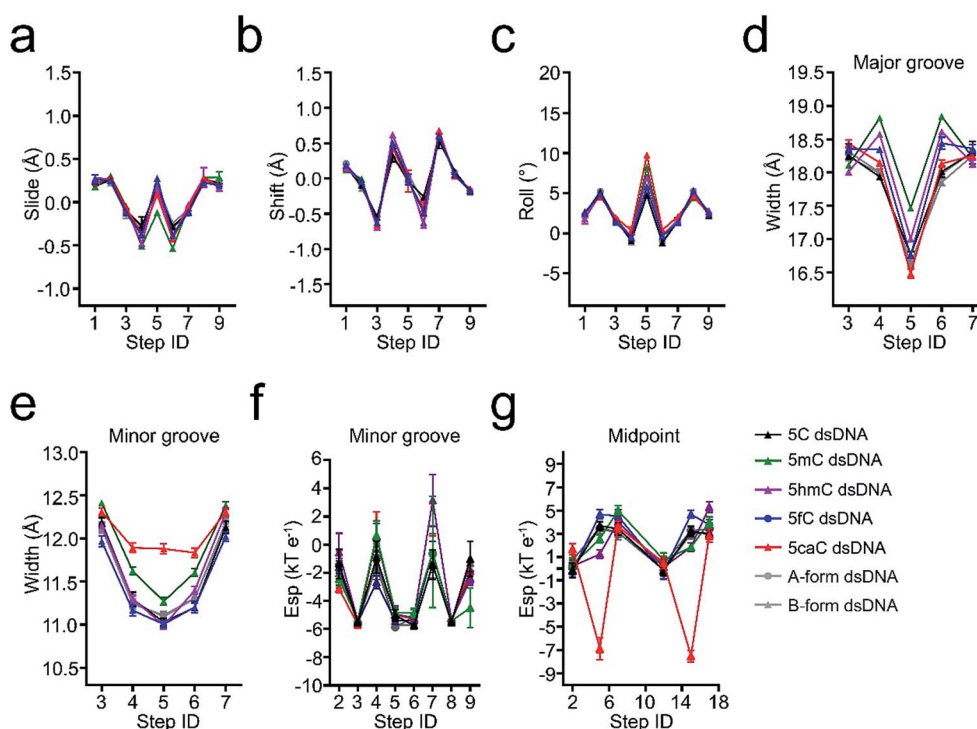 a
Slide (Å)
1.5
1.0
0.5
0.0
-0.5
-1.0
1 3 5 7 9
Step ID
b
Shift (Å)
1.5
1.0
0.5
0.0
-0.5
-1.0
-1.5
1 3 5 7 9
Step ID
c
Roll (°)
20
15
10
5
0
-5
1 3 5 7 9
Step ID
d
Major groove
Width (Å)
19.5
19.0
18.5
18.0
17.5
17.0
16.5
3 4 5 6 7
Step ID
e
Minor groove
Width (Å)
13.0
12.5
12.0
11.5
11.0
10.5
3 4 5 6 7
Step ID
f
Minor groove
Esp (kT e⁻¹)
6
4
2
0
-2
-4
-6
-8
-10
2 3 4 5 6 7 8 9
Step ID
g
Midpoint
Esp (kT e⁻¹)
9
7
5
3
1
-1
-3
-5
-7
-9
2 6 10 14 18
Step ID
5C dsDNA
5mC dsDNA
5hmC dsDNA
5fC dsDNA
5caC dsDNA
A-form dsDNA
B-form dsDNA